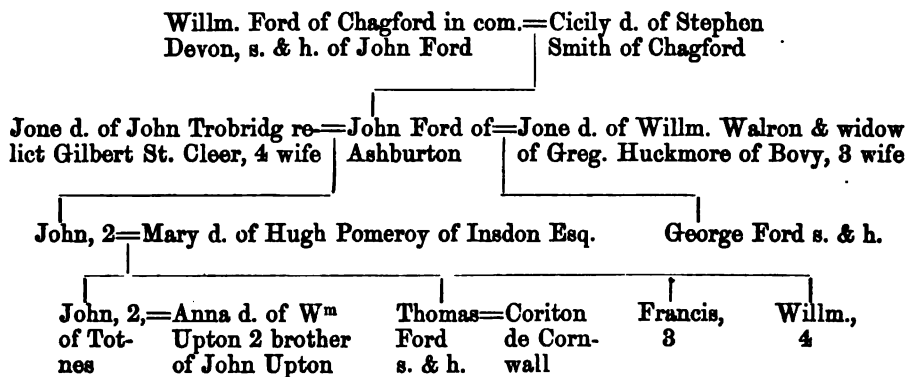 Willm. Ford of Chagford in com.=Cicily d. of Stephen
Devon, s. & h. of John Ford Smith of Chagford
Jone d. of John Trobridg re-=John Ford of=Jone d. of Willm. Walron & widow
lict Gilbert St. Cleer, 4 wife Ashburton of Greg. Huckmore of Bovy, 3 wife
John, 2=Mary d. of Hugh Pomeroy of Insdon Esq. George Ford s. & h.
John, 2,=Anna d. of Wᵐ Thomas=Coriton Francis, Willm.,
of Tot- Upton 2 brother Ford de Corn- 3 4
nes of John Upton s. & h. wall